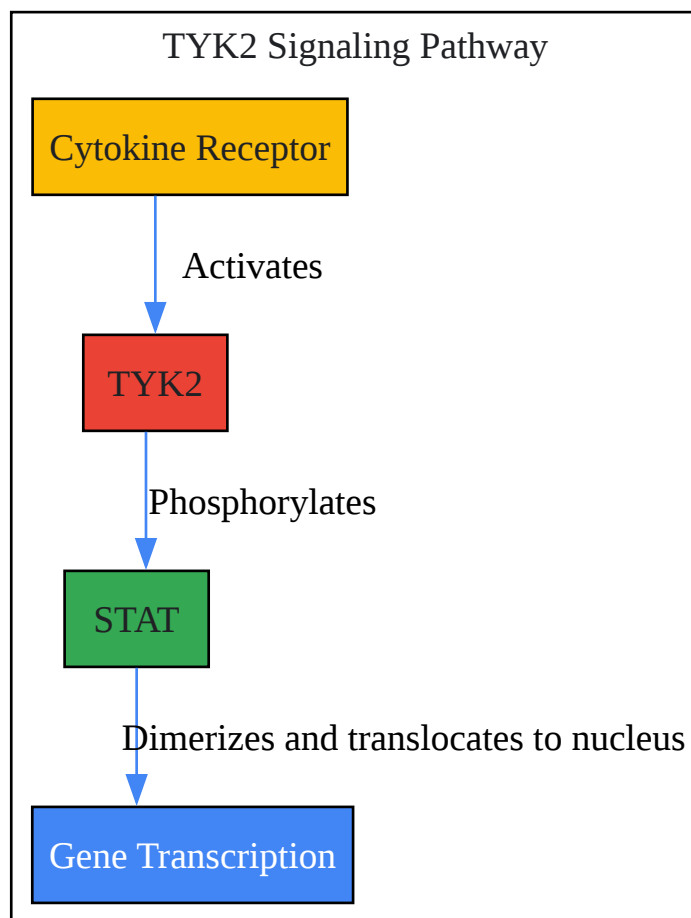 TYK2 Signaling Pathway
Cytokine Receptor
Activates
TYK2
Phosphorylates
STAT
Dimerizes and translocates to nucleus
Gene Transcription